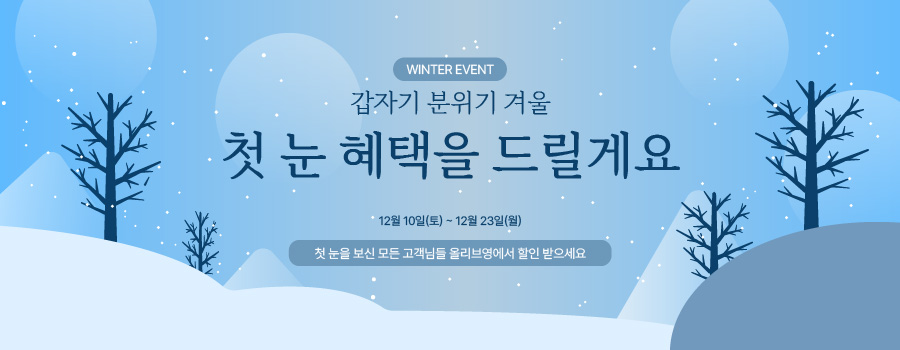 WINTER EVENT
갑자기 분위기 겨울
첫 눈 혜택을 드릴게요
12월 10일(토) ~ 12월 23일(월)
첫 눈을 보신 모든 고객님들 올리브영에서 할인 받으세요